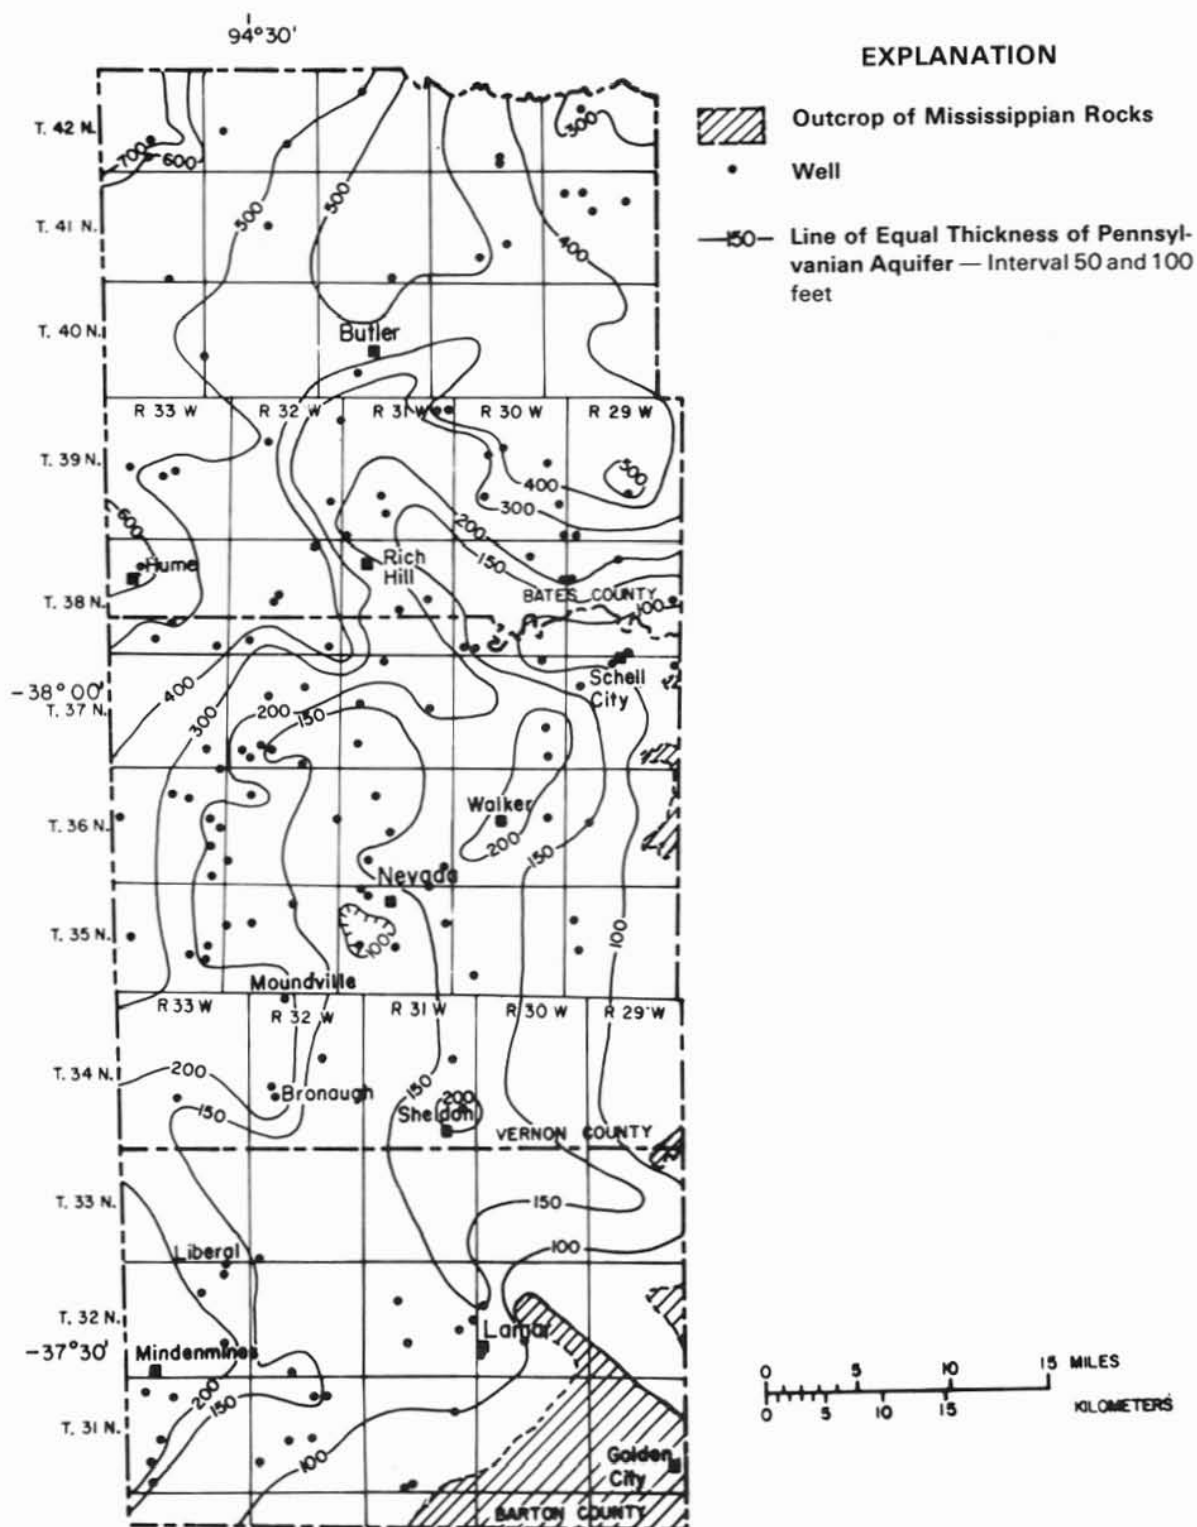 94°30'
EXPLANATION
Outcrop of Mississippian Rocks
Well
—150— Line of Equal Thickness of Pennsyl-
vanian Aquifer — Interval 50 and 100
feet
T. 42 N.
700
600
300
T. 41 N.
500
500
400
T. 40 N.
Butler
R 33 W
R 32 W
R 31 W
R 30 W
R 29 W
T. 39 N.
500
400
300
600
200
150
Hume
Rich
Hill
T. 38 N.
BATES COUNTY
100
Schell
City
-38°00'
T. 37 N.
400
300
200
150
Walker
T. 36 N.
200
150
Nevada
T. 35 N.
100
100
Moundville
R 33 W
R 32 W
R 31 W
R 30 W
R 29 W
T. 34 N.
200
150
Bronaugh
150
200
Sheldon
VERNON COUNTY
T. 33 N.
150
100
Liberal
T. 32 N.
Lamar
-37°30'
Mindenmines
200
150
T. 31 N.
100
Golden
City
BARTON COUNTY
0 5 10 15 MILES
0 5 10 15 KILOMETERS